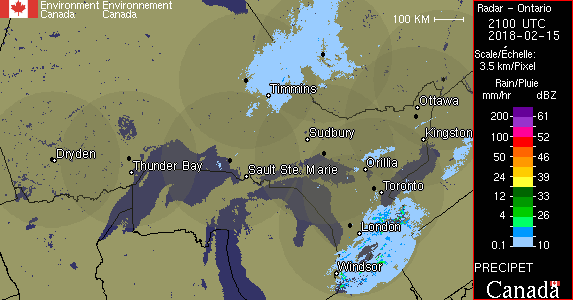 Environment Environnement
Canada Canada
100 KM
Timmins
Ottawa
Sudbury
Kingston
Dryden
Thunder Bay
Sault Ste. Marie
Orillia
Toronto
London
Windsor
Radar - Ontario
2100 UTC
2018-02-15
Scale/Échelle:
3.5 km/Pixel
Rain/Pluie
mm/hr dBZ
200 61
100 52
50 46
24 39
12 33
4 26
0.1 10
PRECIPET
Canada